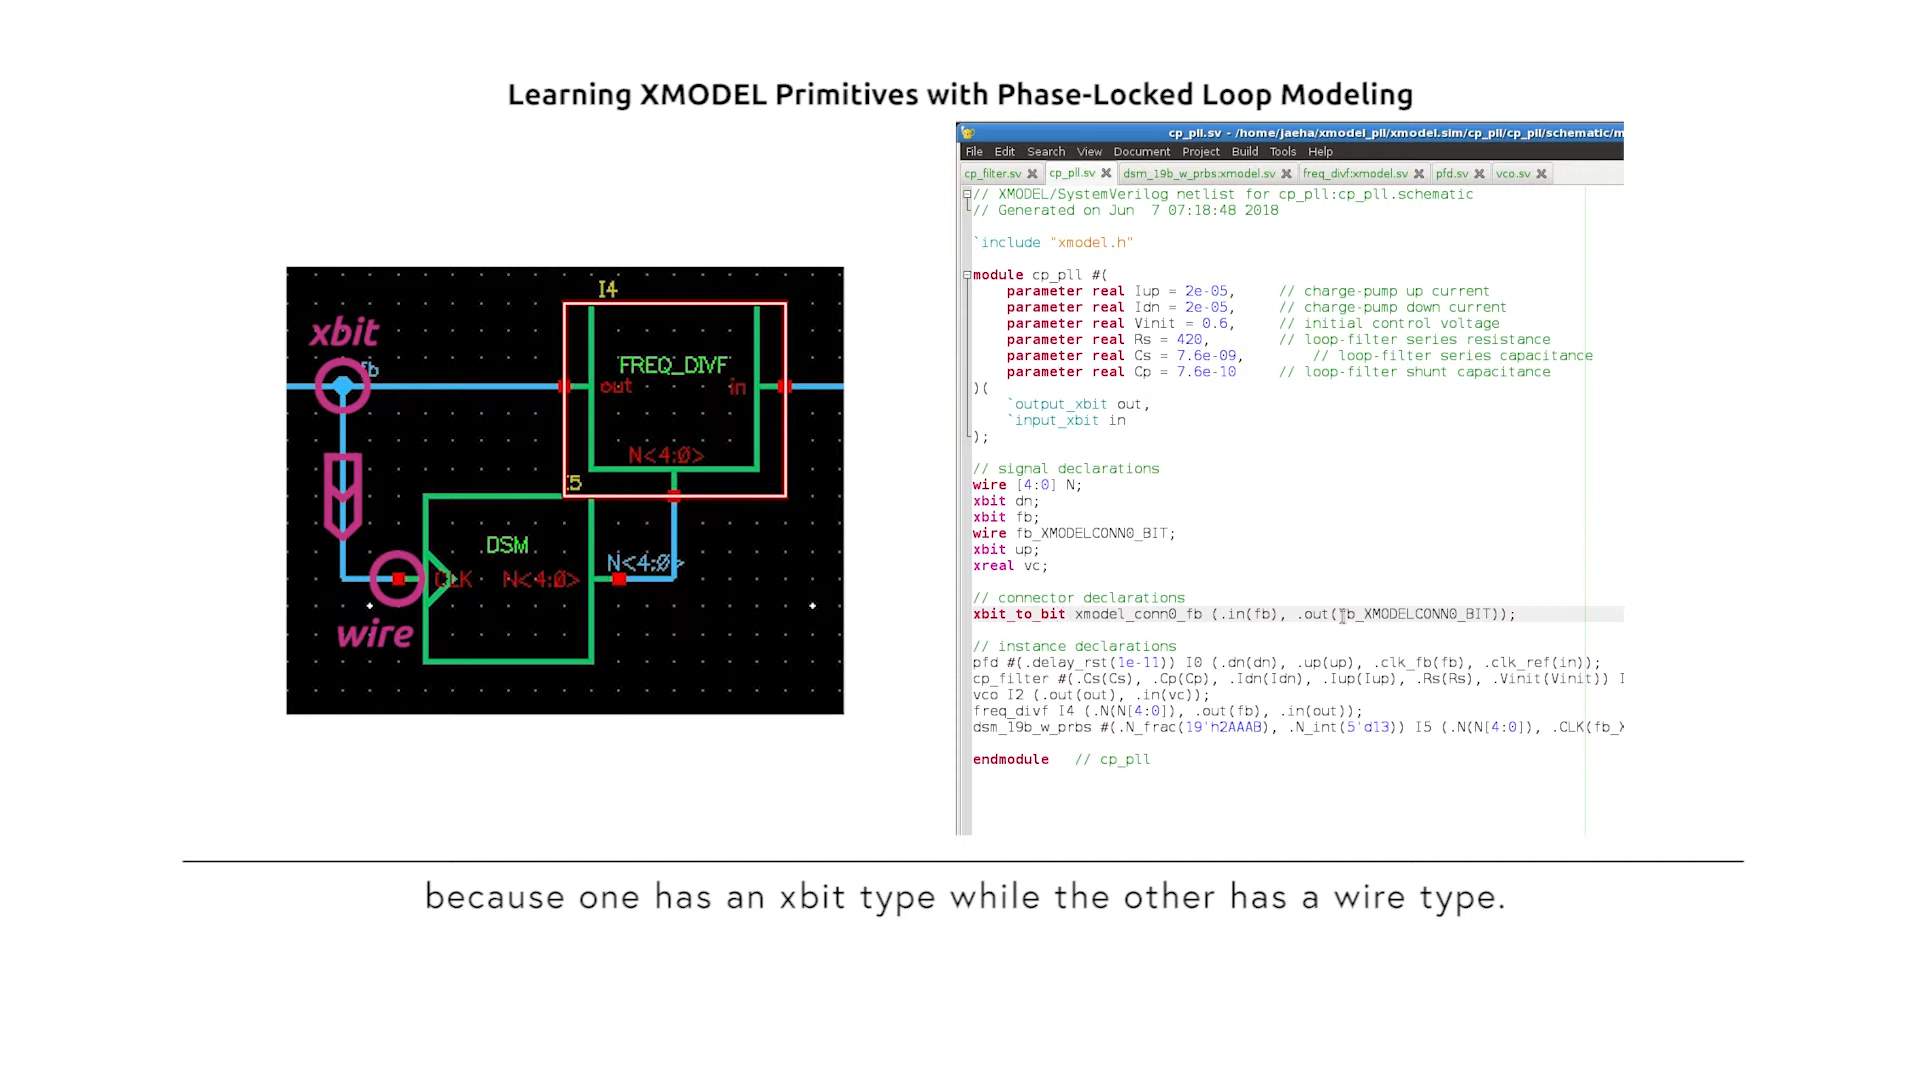 Learning XMODEL Primitives with Phase-Locked Loop Modeling
I4
xbit
fb
FREQ_DIVF
out in
N<4:0>
DSM
N<4:0>
CLK N<4:0>
wire
cp_pll.sv - /home/jaeha/xmodel_pll/xmodel.sim/cp_pll/cp_pll/schematic/m
File Edit Search View Document Project Build Tools Help
cp_filter.sv cp_pll.sv dsm_19b_w_prbs:xmodel.sv freq_divf:xmodel.sv pfd.sv vco.sv
// XMODEL/SystemVerilog netlist for cp_pll:cp_pll.schematic
// Generated on Jun 7 07:18:48 2018
`include "xmodel.h"
module cp_pll #(
parameter real Iup = 2e-05, // charge-pump up current
parameter real Idn = 2e-05, // charge-pump down current
parameter real Vinit = 0.6, // initial control voltage
parameter real Rs = 420, // loop-filter series resistance
parameter real Cs = 7.6e-09, // loop-filter series capacitance
parameter real Cp = 7.6e-10 // loop-filter shunt capacitance
)(
`output_xbit out,
`input_xbit in
);
// signal declarations
wire [4:0] N;
xbit dn;
xbit fb;
wire fb_XMODELCONN0_BIT;
xbit up;
xreal vc;
// connector declarations
xbit_to_bit xmodel_conn0_fb (.in(fb), .out(fb_XMODELCONN0_BIT));
// instance declarations
pfd #(.delay_rst(1e-11)) I0 (.dn(dn), .up(up), .clk_fb(fb), .clk_ref(in));
cp_filter #(.Cs(Cs), .Cp(Cp), .Idn(Idn), .Iup(Iup), .Rs(Rs), .Vinit(Vinit)) I
vco I2 (.out(out), .in(vc));
freq_divf I4 (.N(N[4:0]), .out(fb), .in(out));
dsm_19b_w_prbs #(.N_frac(19'h2AAAB), .N_int(5'd13)) I5 (.N(N[4:0]), .CLK(fb_X
endmodule // cp_pll
because one has an xbit type while the other has a wire type.